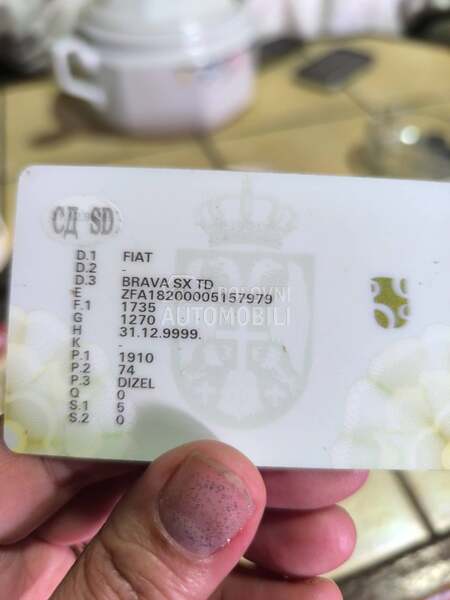 СД SD
D.1 FIAT
D.2 -
D.3 BRAVA SX TD
E ZFA18200005157979
F.1 1735
G 1270
H 31.12.9999.
K -
P.1 1910
P.2 74
P.3 DIZEL
Q 0
S.1 5
S.2 0
POLOVNI
AUTOMOBILI